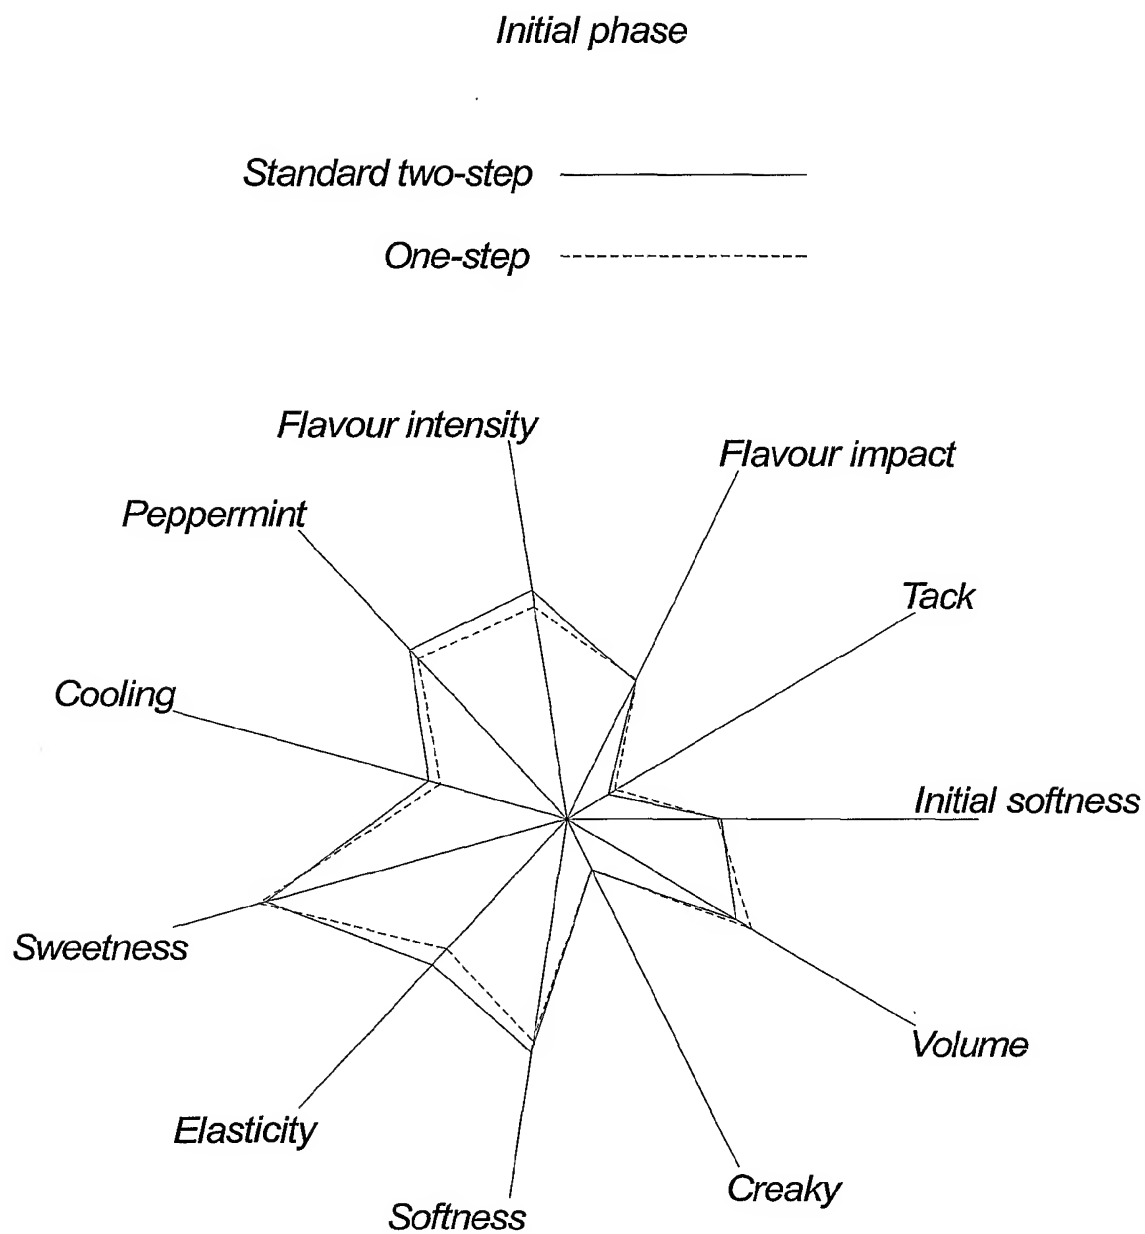 Initial phase
Standard two-step
One-step
Flavour intensity
Flavour impact
Peppermint
Tack
Cooling
Initial softness
Sweetness
Volume
Elasticity
Creaky
Softness